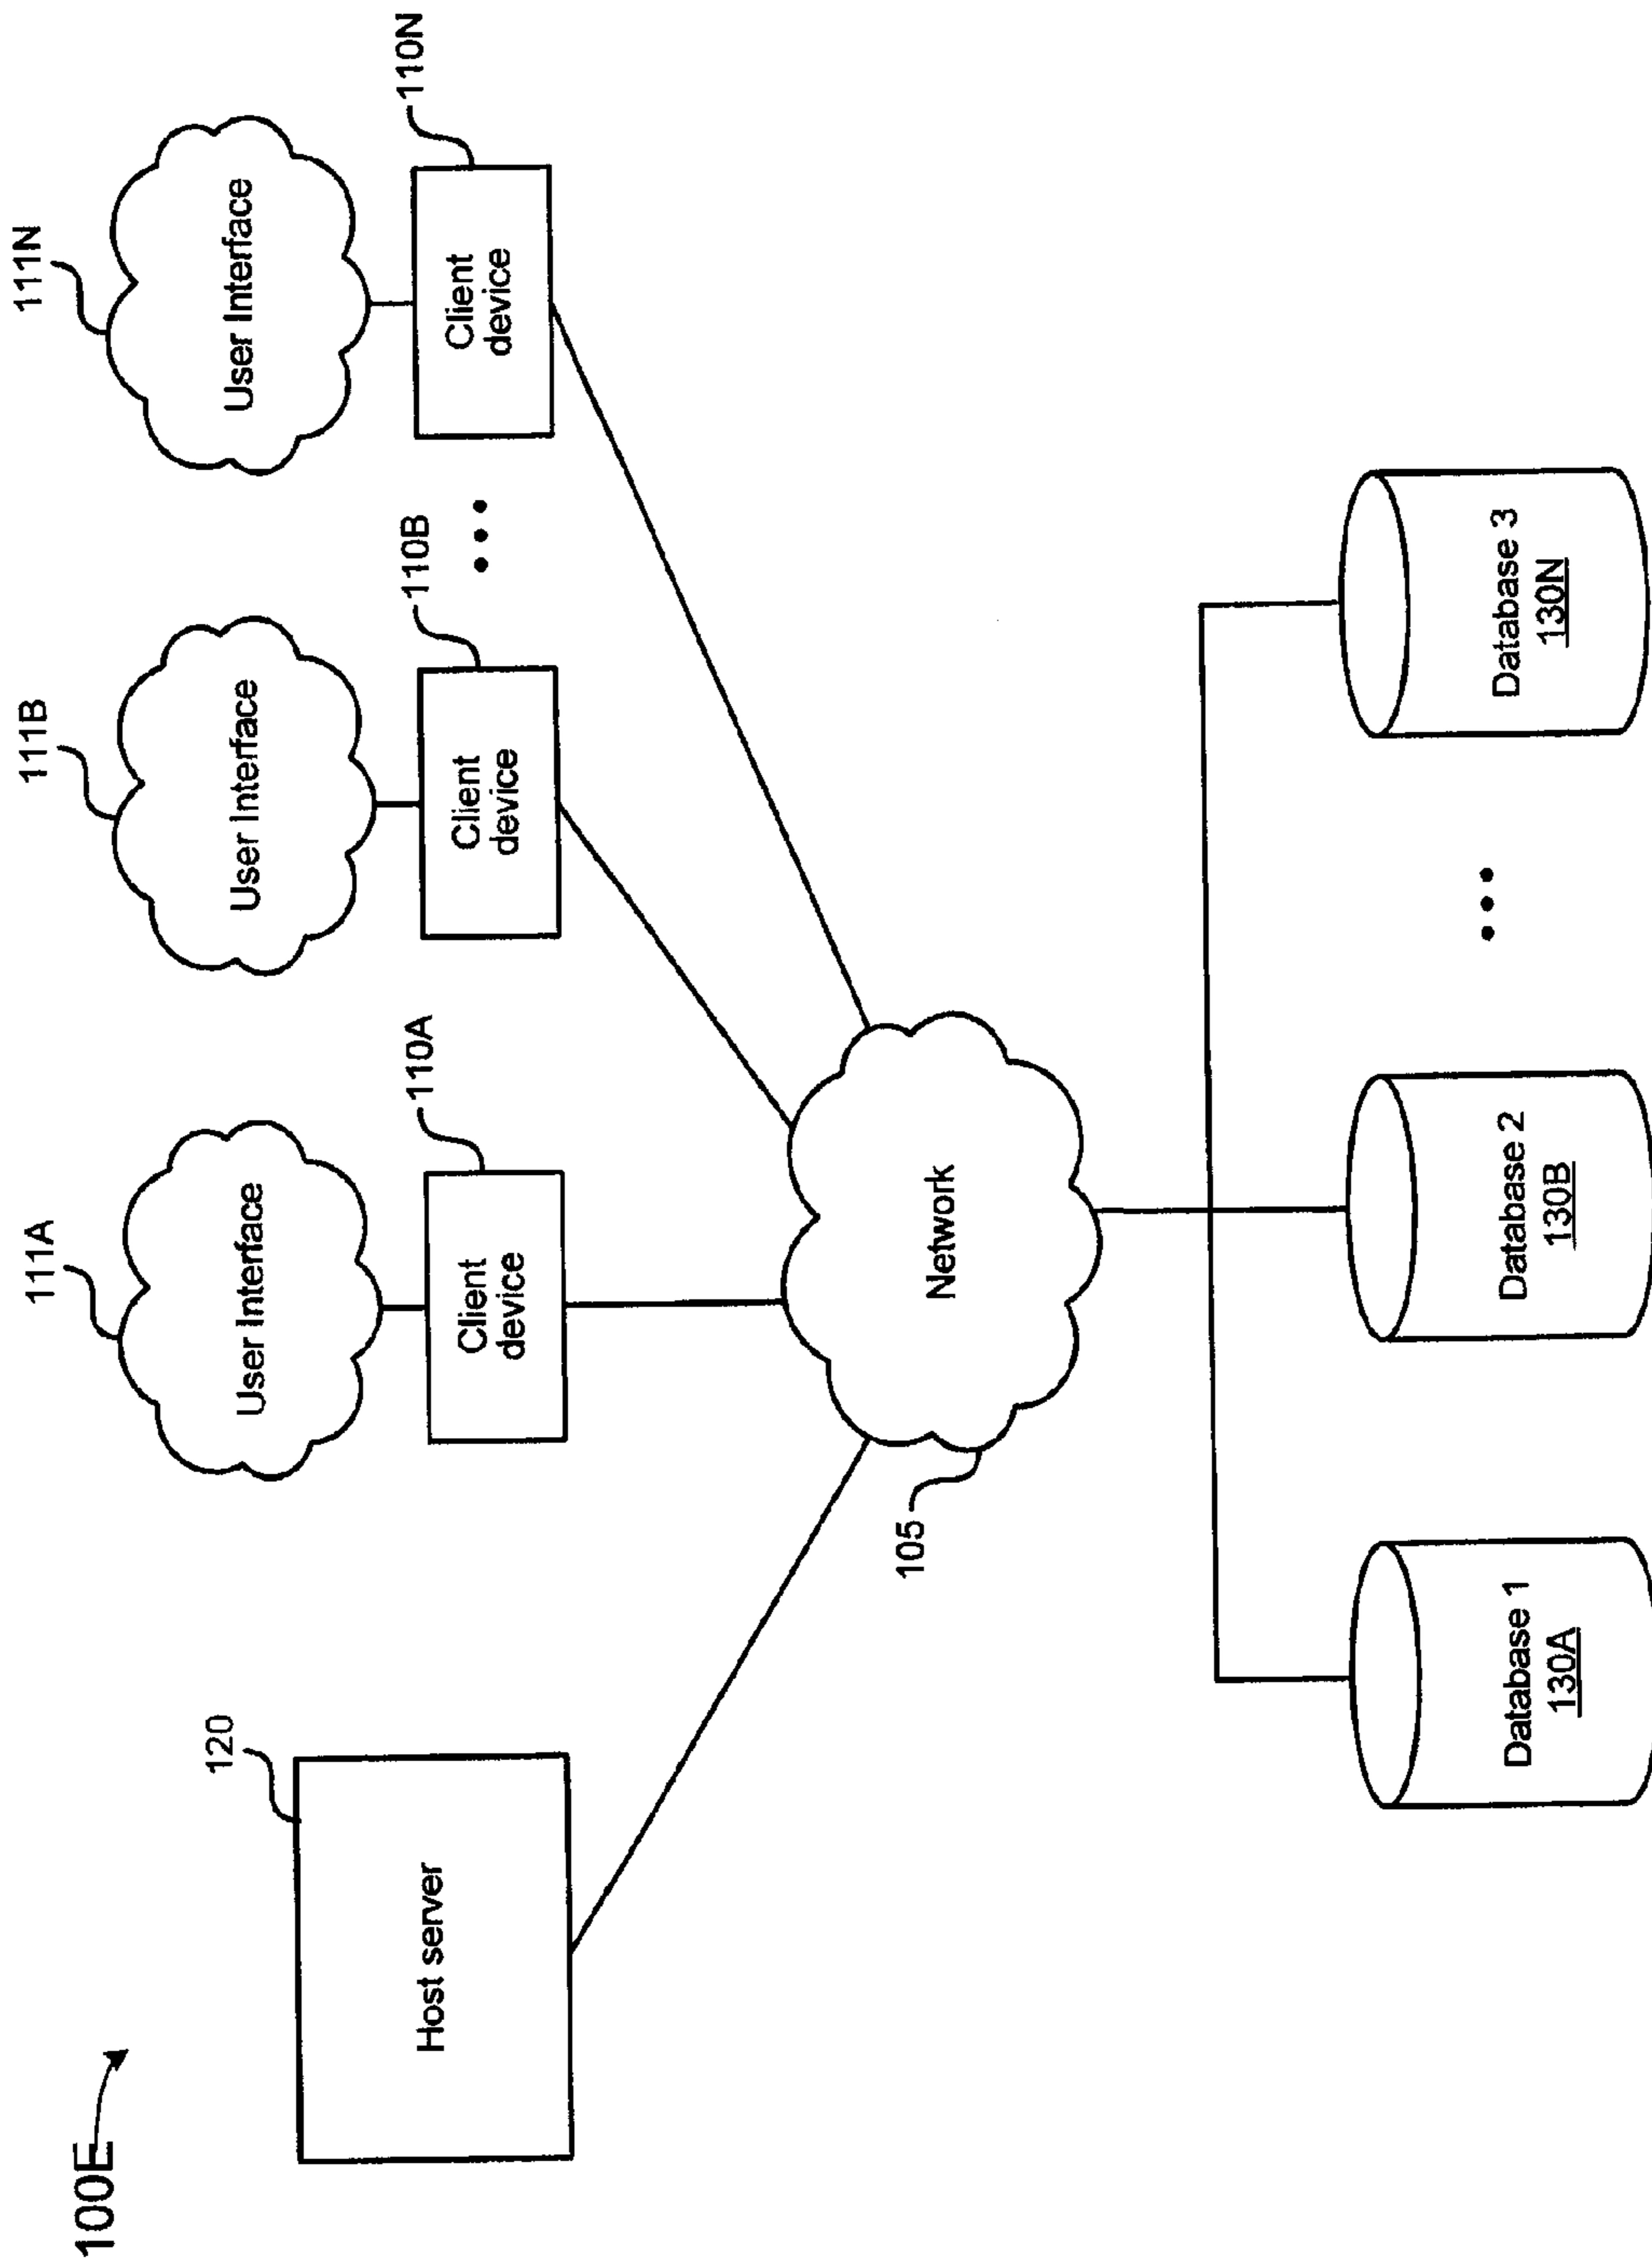 100E
120
Host server
111A
User Interface
110A
Client
device
111B
User Interface
110B
Client
device
...
111N
User Interface
110N
Client
device
Network
105
Database 1
130A
Database 2
130B
...
Database 3
130N